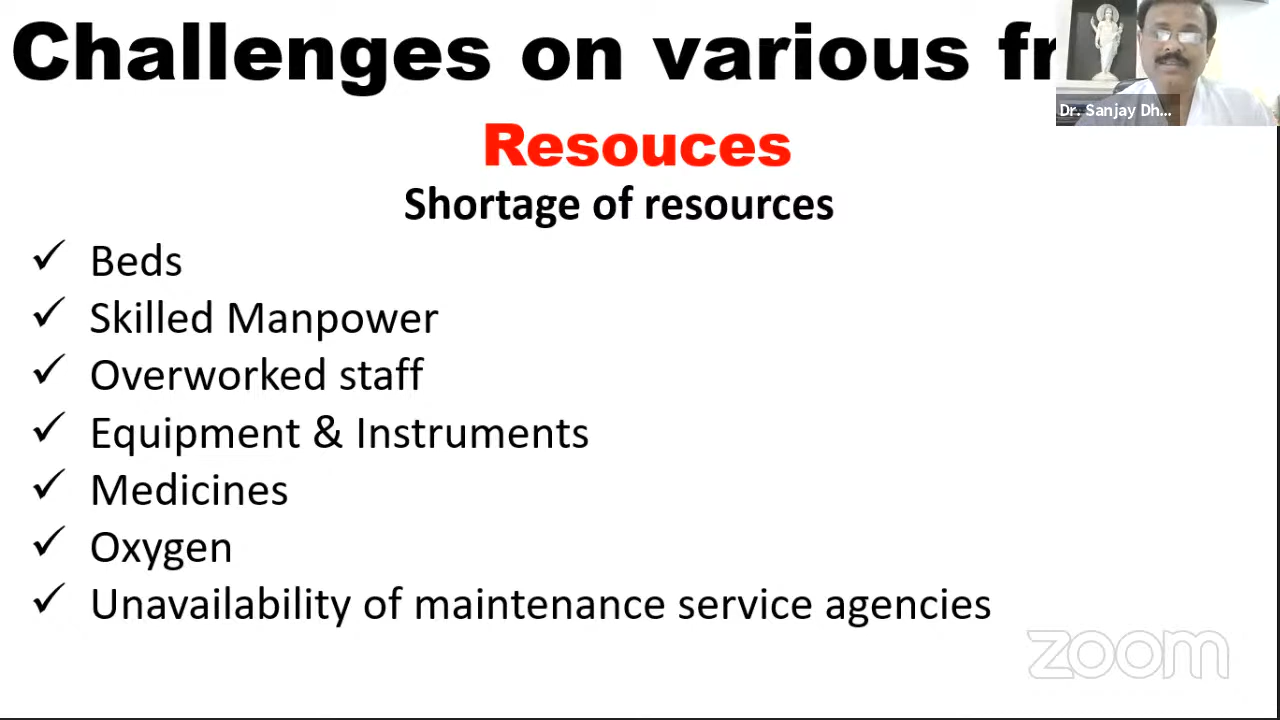 Challenges on various fr
Dr. Sanjay Dh...
Resouces
Shortage of resources
✓ Beds
✓ Skilled Manpower
✓ Overworked staff
✓ Equipment & Instruments
✓ Medicines
✓ Oxygen
✓ Unavailability of maintenance service agencies
zoom